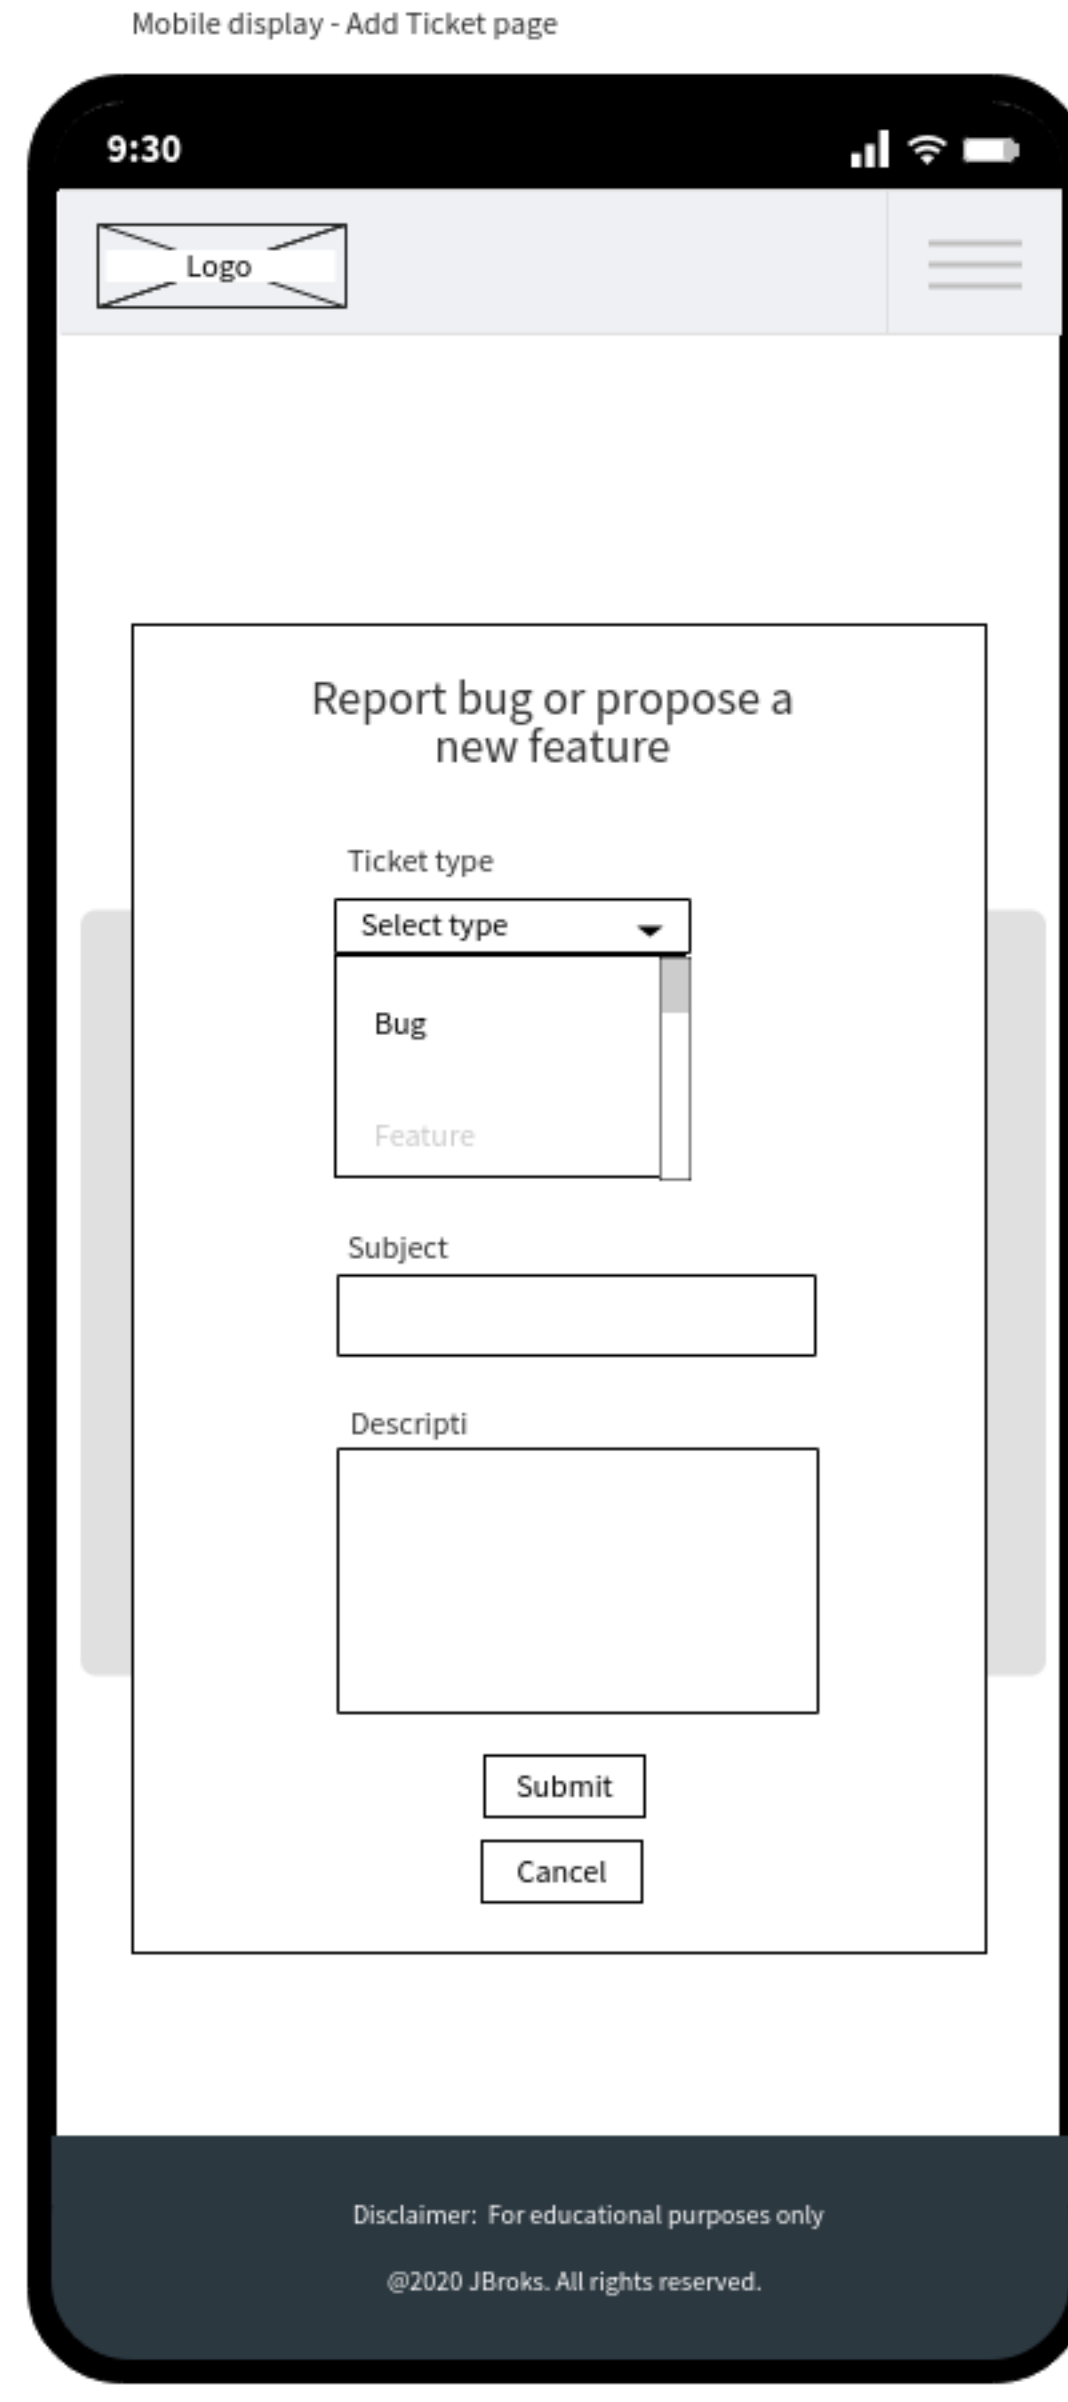 Mobile display - Add Ticket page
9:30
Logo
Report bug or propose a
new feature
Ticket type
Select type
Bug
Feature
Subject
Descripti
Submit
Cancel
Disclaimer: For educational purposes only
@2020 JBroks. All rights reserved.